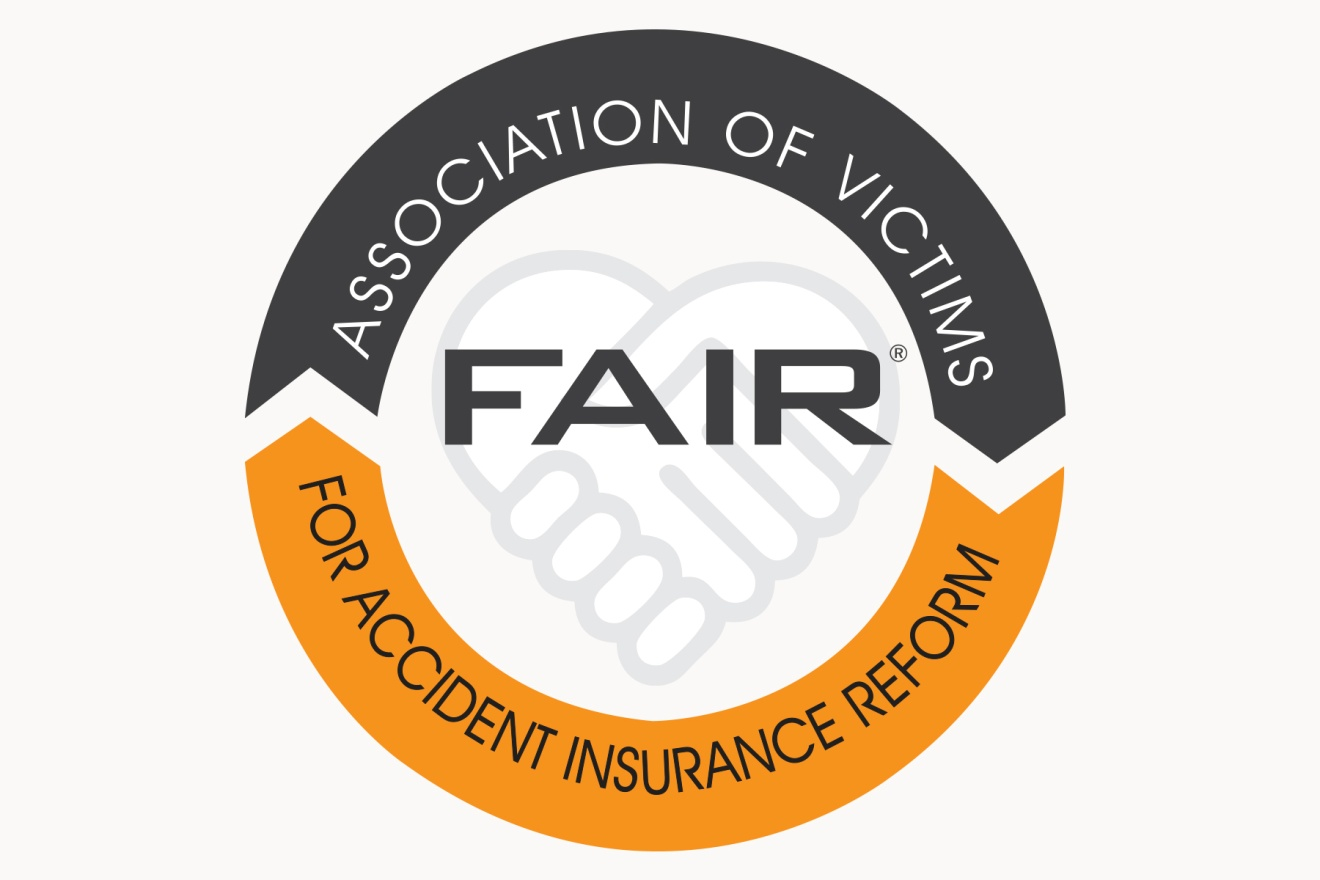 ASSOCIATION OF VICTIMS
FAIR®
FOR ACCIDENT INSURANCE REFORM